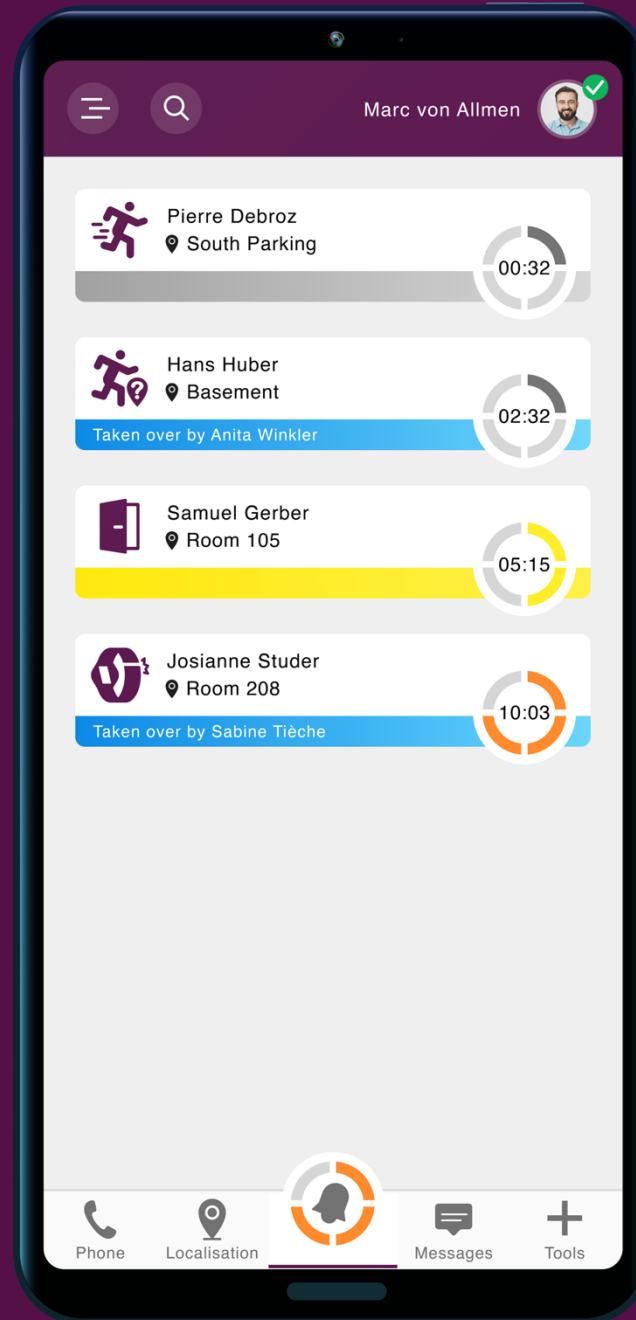 Marc von Allmen
Pierre Debroz
South Parking
00:32
Hans Huber
Basement
02:32
Taken over by Anita Winkler
Samuel Gerber
Room 105
05:15
Josianne Studer
Room 208
10:03
Taken over by Sabine Tièche
Phone
Localisation
Messages
Tools